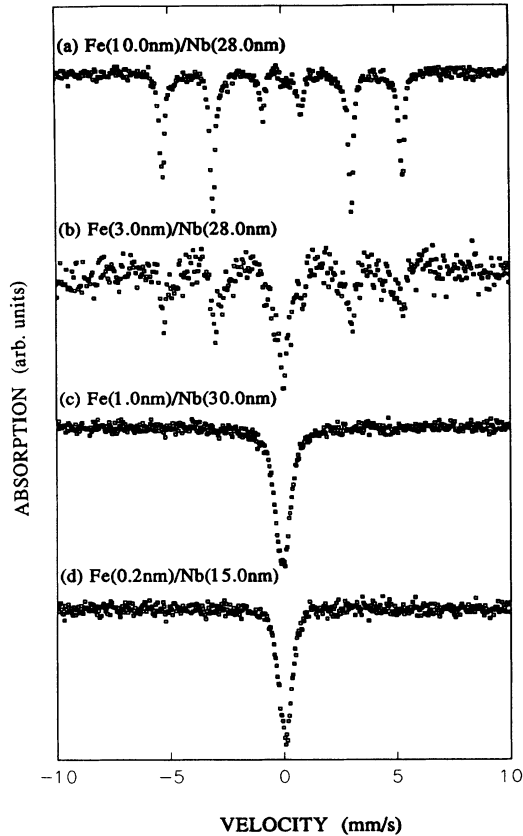 (a) Fe(10.0nm)/Nb(28.0nm)
(b) Fe(3.0nm)/Nb(28.0nm)
(c) Fe(1.0nm)/Nb(30.0nm)
(d) Fe(0.2nm)/Nb(15.0nm)
ABSORPTION (arb. units)
−10 −5 0 5 10
VELOCITY (mm/s)